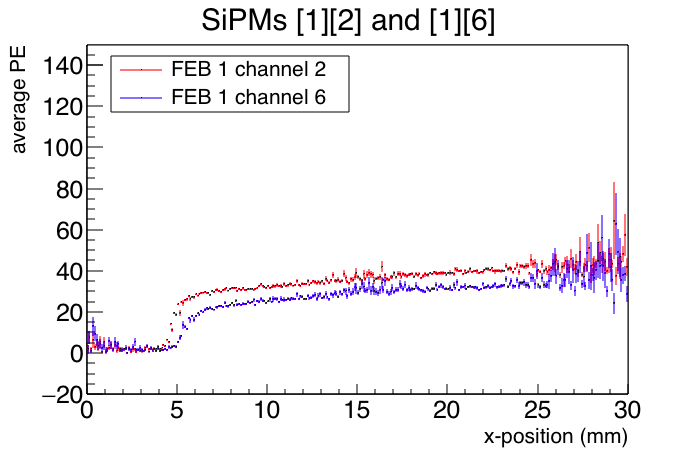 SiPMs [1][2] and [1][6]
average PE
140
120
100
80
60
40
20
0
−20
FEB 1 channel 2
FEB 1 channel 6
0 5 10 15 20 25 30
x-position (mm)